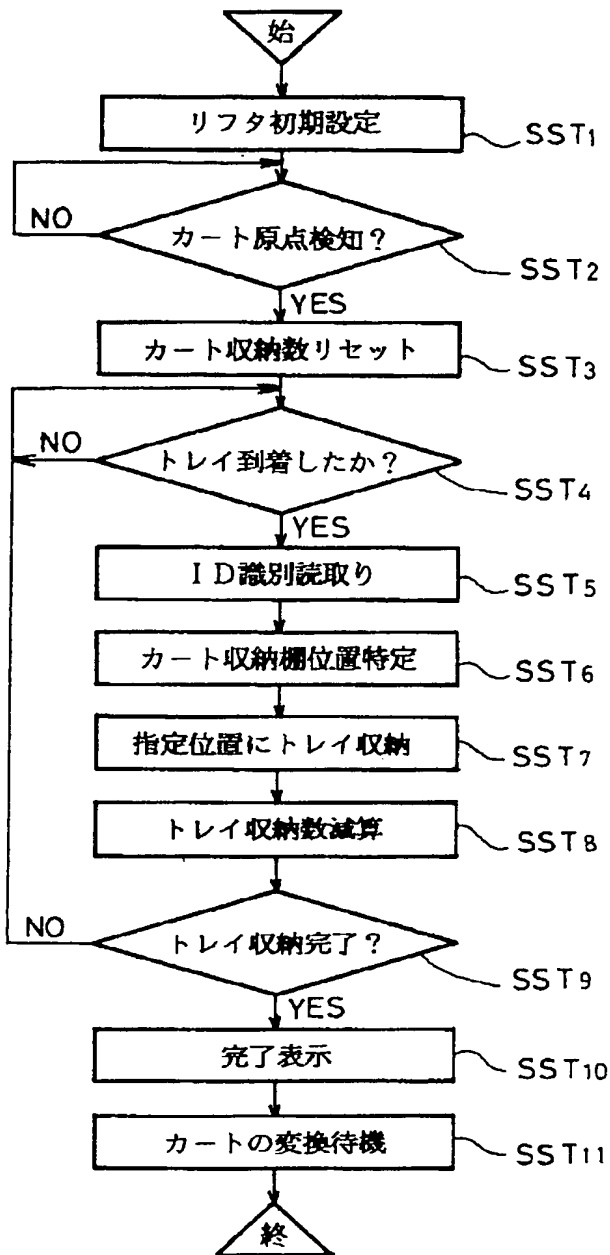 始
リフタ初期設定
SST1
カート原点検知?
NO
SST2
YES
カート収納数リセット
SST3
トレイ到着したか?
NO
SST4
YES
ID識別読取り
SST5
カート収納棚位置特定
SST6
指定位置にトレイ収納
SST7
トレイ収納数減算
SST8
トレイ収納完了?
NO
SST9
YES
完了表示
SST10
カートの変換待機
SST11
終